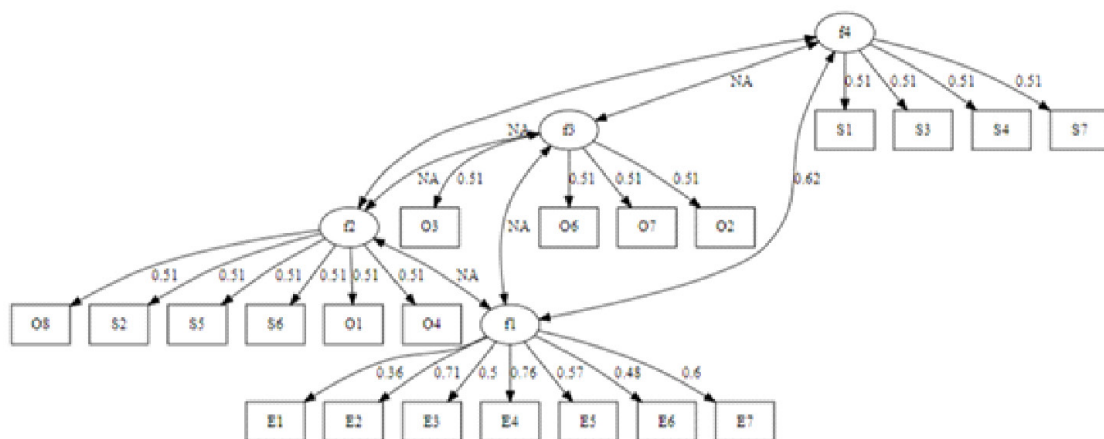 f4
NA
0.51 0.51 0.51 0.51
S1 S3 S4 S7
NA f3
NA 0.51 0.51 0.51 0.51 0.62
O3 O6 O7 O2
f2 NA
0.51 0.51 0.51 0.51 0.51 0.51 NA
O8 S2 S5 S6 O1 O4
f1
0.36 0.71 0.5 0.76 0.57 0.48 0.6
E1 E2 E3 E4 E5 E6 E7